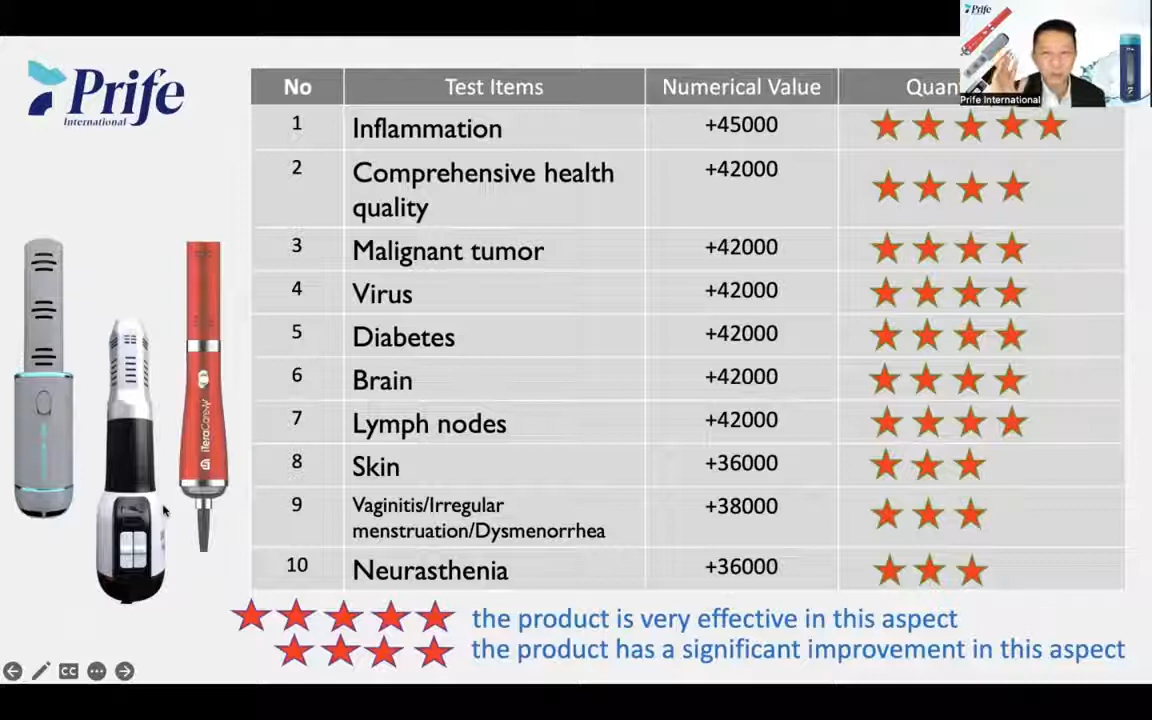 Prife
International
Prife
Prife International
No Test Items Numerical Value Quan
1 Inflammation +45000
2 Comprehensive health +42000
quality
3 Malignant tumor +42000
4 Virus +42000
5 Diabetes +42000
6 Brain +42000
7 Lymph nodes +42000
8 Skin +36000
9 Vaginitis/Irregular +38000
menstruation/Dysmenorrhea
10 Neurasthenia +36000
iTeraCare
the product is very effective in this aspect
the product has a significant improvement in this aspect
CC